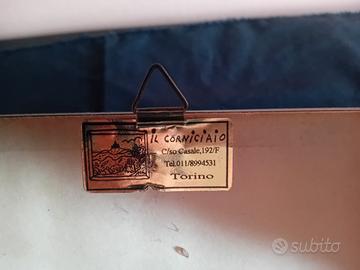 IL CORNICIAIO
C/so Casale,192/F
Tel.011/8994531
Torino
subito